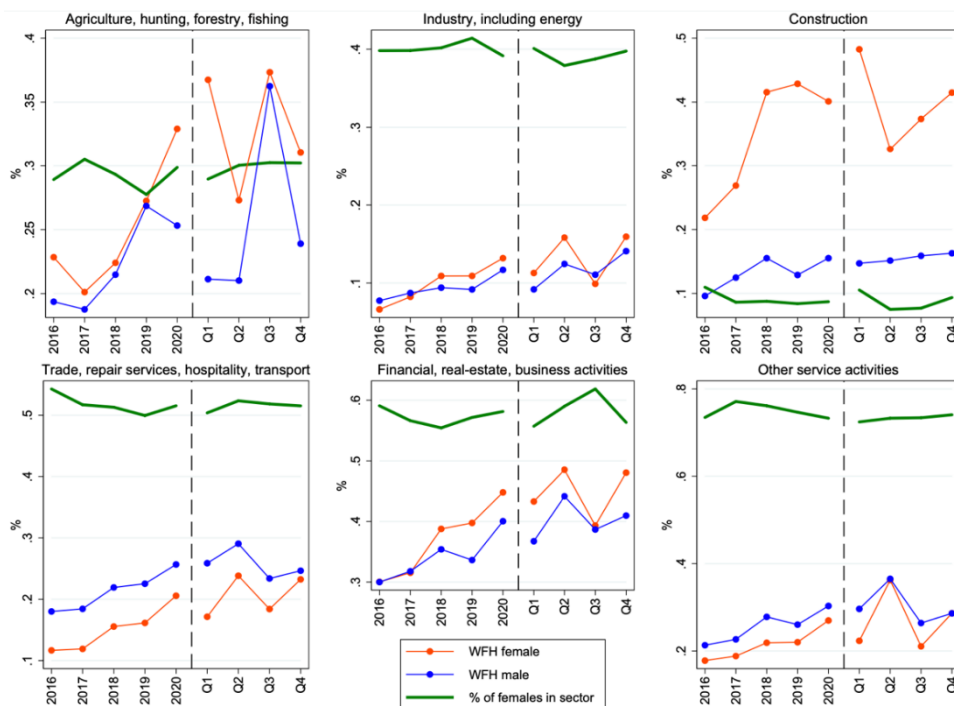 Agriculture, hunting, forestry, fishing
.4
.35
.3
.25
.2
%
2016
2017
2018
2019
2020
Q1
Q2
Q3
Q4
Industry, including energy
.4
.3
.2
.1
%
2016
2017
2018
2019
2020
Q1
Q2
Q3
Q4
Construction
.5
.4
.3
.2
.1
%
2016
2017
2018
2019
2020
Q1
Q2
Q3
Q4
Trade, repair services, hospitality, transport
.5
.4
.3
.2
.1
%
2016
2017
2018
2019
2020
Q1
Q2
Q3
Q4
Financial, real-estate, business activities
.6
.5
.4
.3
%
2016
2017
2018
2019
2020
Q1
Q2
Q3
Q4
Other service activities
.8
.6
.4
.2
%
2016
2017
2018
2019
2020
Q1
Q2
Q3
Q4
WFH female
WFH male
% of females in sector